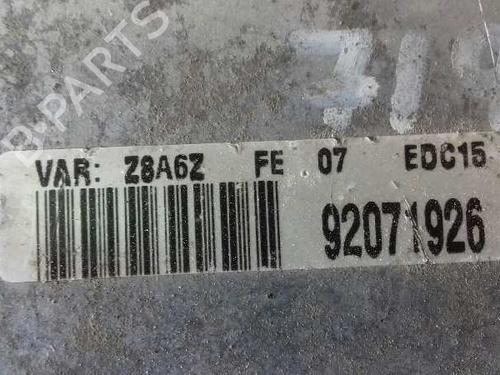 B-PARTS
VAR: Z8A6Z FE 07 EDC15
92071926